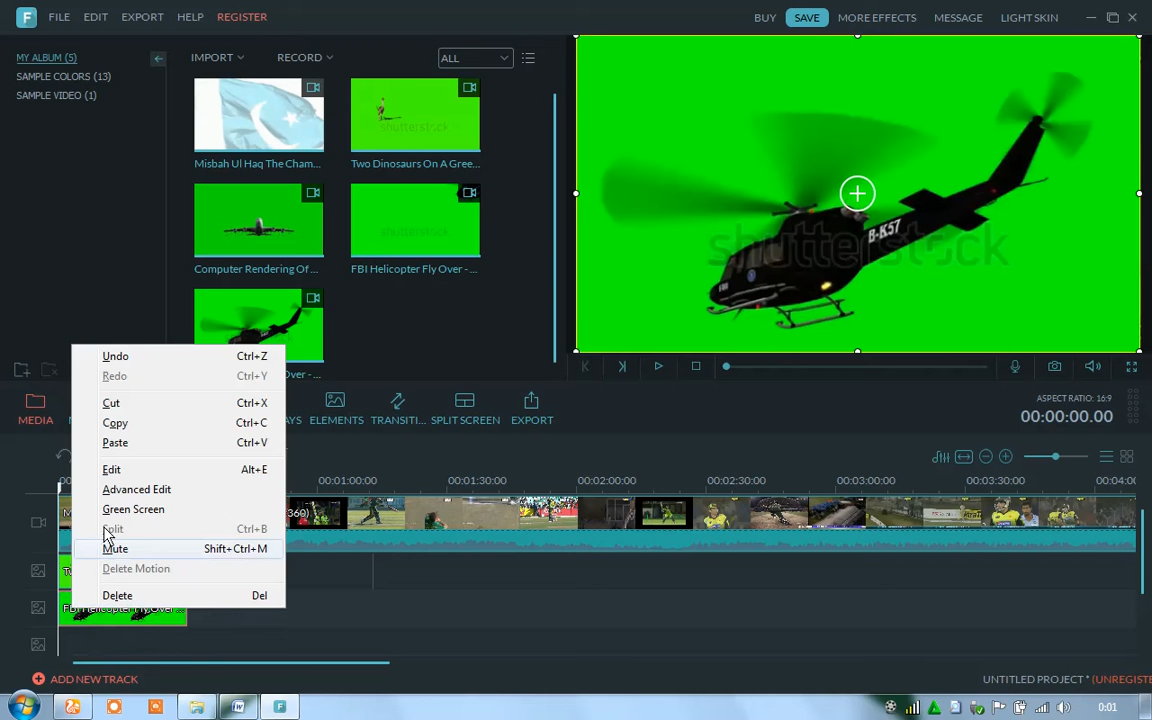 FILE EDIT EXPORT HELP REGISTER
BUY SAVE MORE EFFECTS MESSAGE LIGHT SKIN
MY ALBUM (5)
SAMPLE COLORS (13)
SAMPLE VIDEO (1)
IMPORT RECORD ALL
Misbah Ul Haq The Cham...
shutterstock
Two Dinosaurs On A Gree...
Computer Rendering Of ...
FBI Helicopter Fly Over - ...
Over - ...
shutterstock
B-K57
FBI
Undo Ctrl+Z
Redo Ctrl+Y
Cut Ctrl+X
Copy Ctrl+C
Paste Ctrl+V
Edit Alt+E
Advanced Edit
Green Screen
Split Ctrl+B
Mute Shift+Ctrl+M
Delete Motion
Delete Del
MEDIA
ELEMENTS
TRANSITI...
SPLIT SCREEN
EXPORT
ASPECT RATIO: 16:9
00:00:00.00
00:01:00:00 00:01:30:00 00:02:00:00 00:02:30:00 00:03:00:00 00:03:30:00 00:04:00
360)
FBI Helicopter Fly Over ...
ADD NEW TRACK
UNTITLED PROJECT * (UNREGISTE
0:01